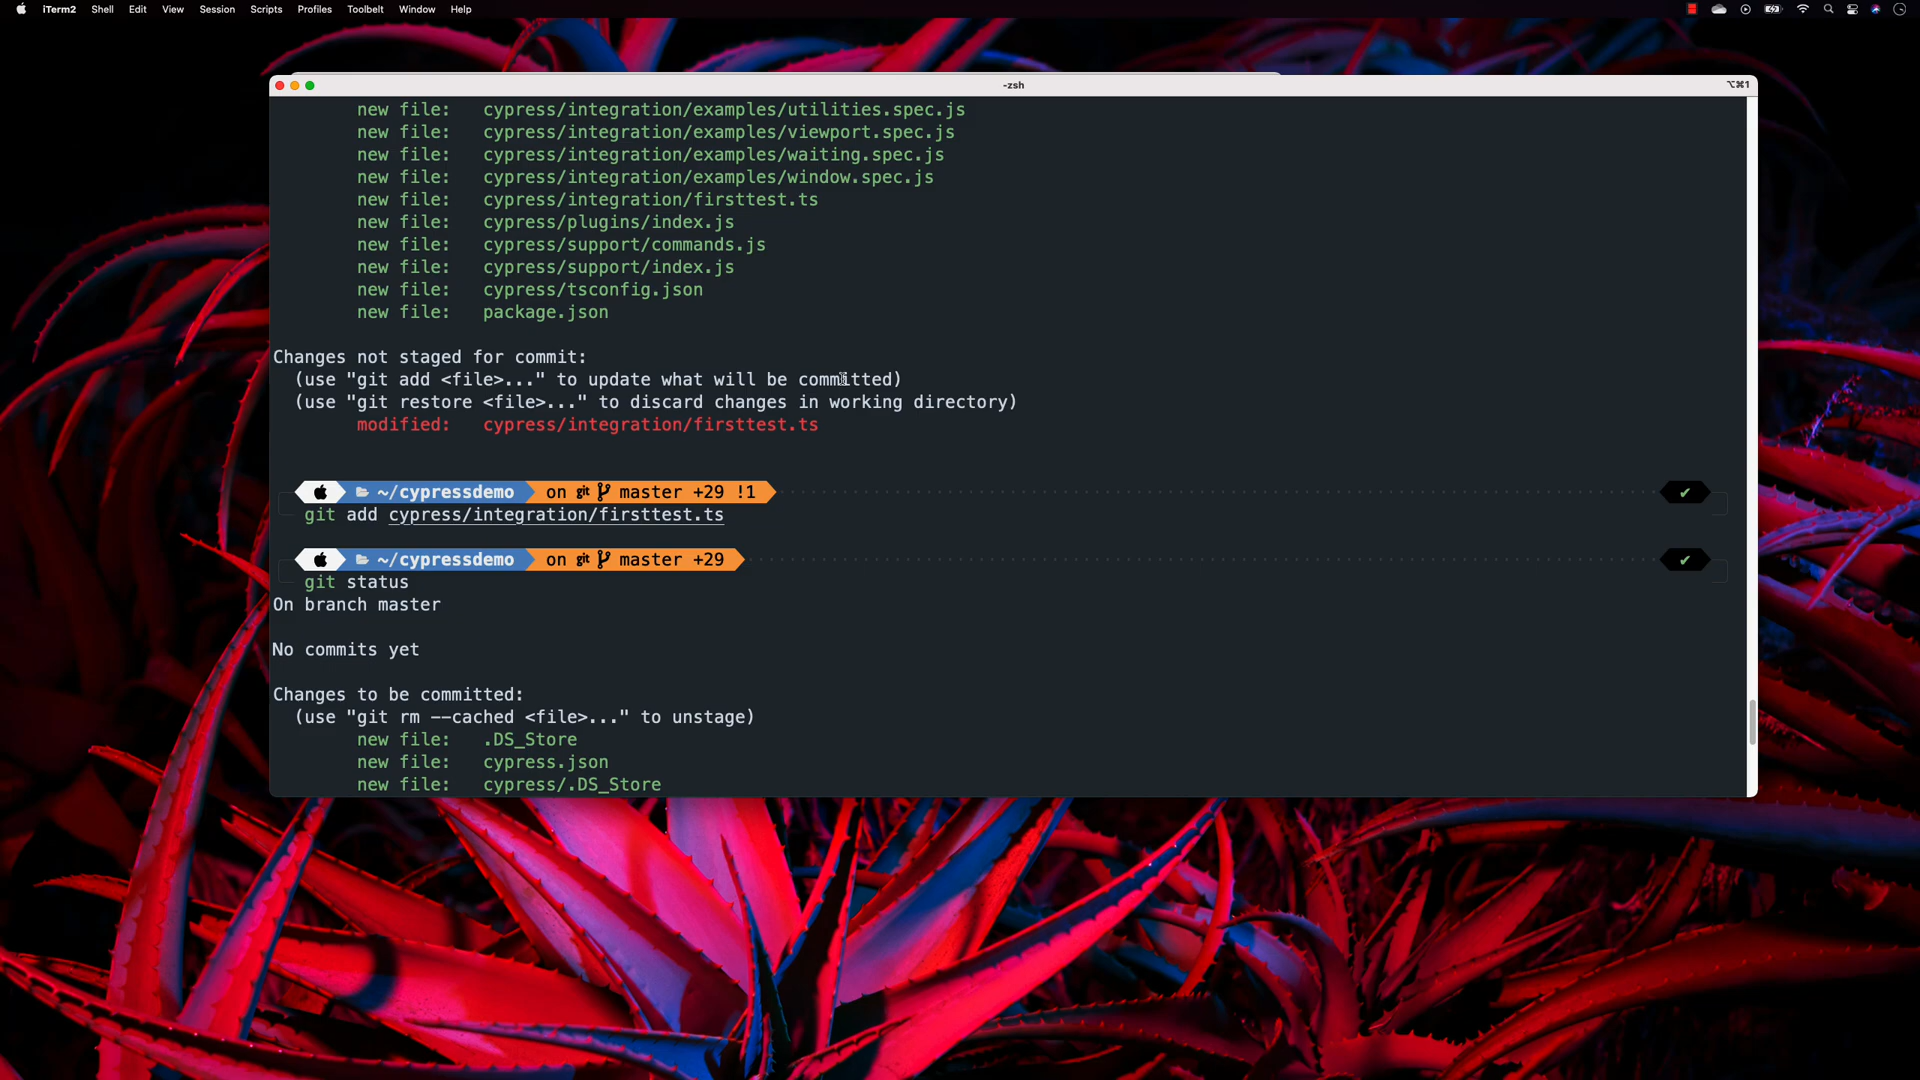 iTerm2 Shell Edit View Session Scripts Profiles Toolbelt Window Help
-zsh ⌥⌘1
new file: cypress/integration/examples/utilities.spec.js
new file: cypress/integration/examples/viewport.spec.js
new file: cypress/integration/examples/waiting.spec.js
new file: cypress/integration/examples/window.spec.js
new file: cypress/integration/firsttest.ts
new file: cypress/plugins/index.js
new file: cypress/support/commands.js
new file: cypress/support/index.js
new file: cypress/tsconfig.json
new file: package.json
Changes not staged for commit:
(use "git add <file>..." to update what will be committed)
(use "git restore <file>..." to discard changes in working directory)
modified: cypress/integration/firsttest.ts
~/cypressdemo on git master +29 !1 ✔
git add cypress/integration/firsttest.ts
~/cypressdemo on git master +29 ✔
git status
On branch master
No commits yet
Changes to be committed:
(use "git rm --cached <file>..." to unstage)
new file: .DS_Store
new file: cypress.json
new file: cypress/.DS_Store